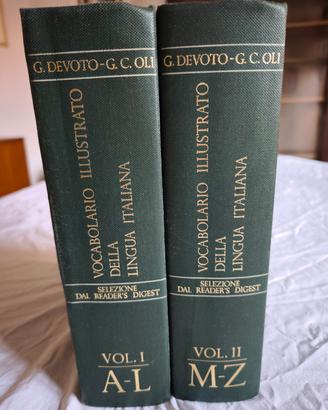 G. DEVOTO - G. C. OLI
VOCABOLARIO ILLUSTRATO
DELLA
LINGUA ITALIANA
SELEZIONE
DAL READER'S DIGEST
VOL. I
A-L
G. DEVOTO - G. C. OLI
VOCABOLARIO ILLUSTRATO
DELLA
LINGUA ITALIANA
SELEZIONE
DAL READER'S DIGEST
VOL. II
M-Z